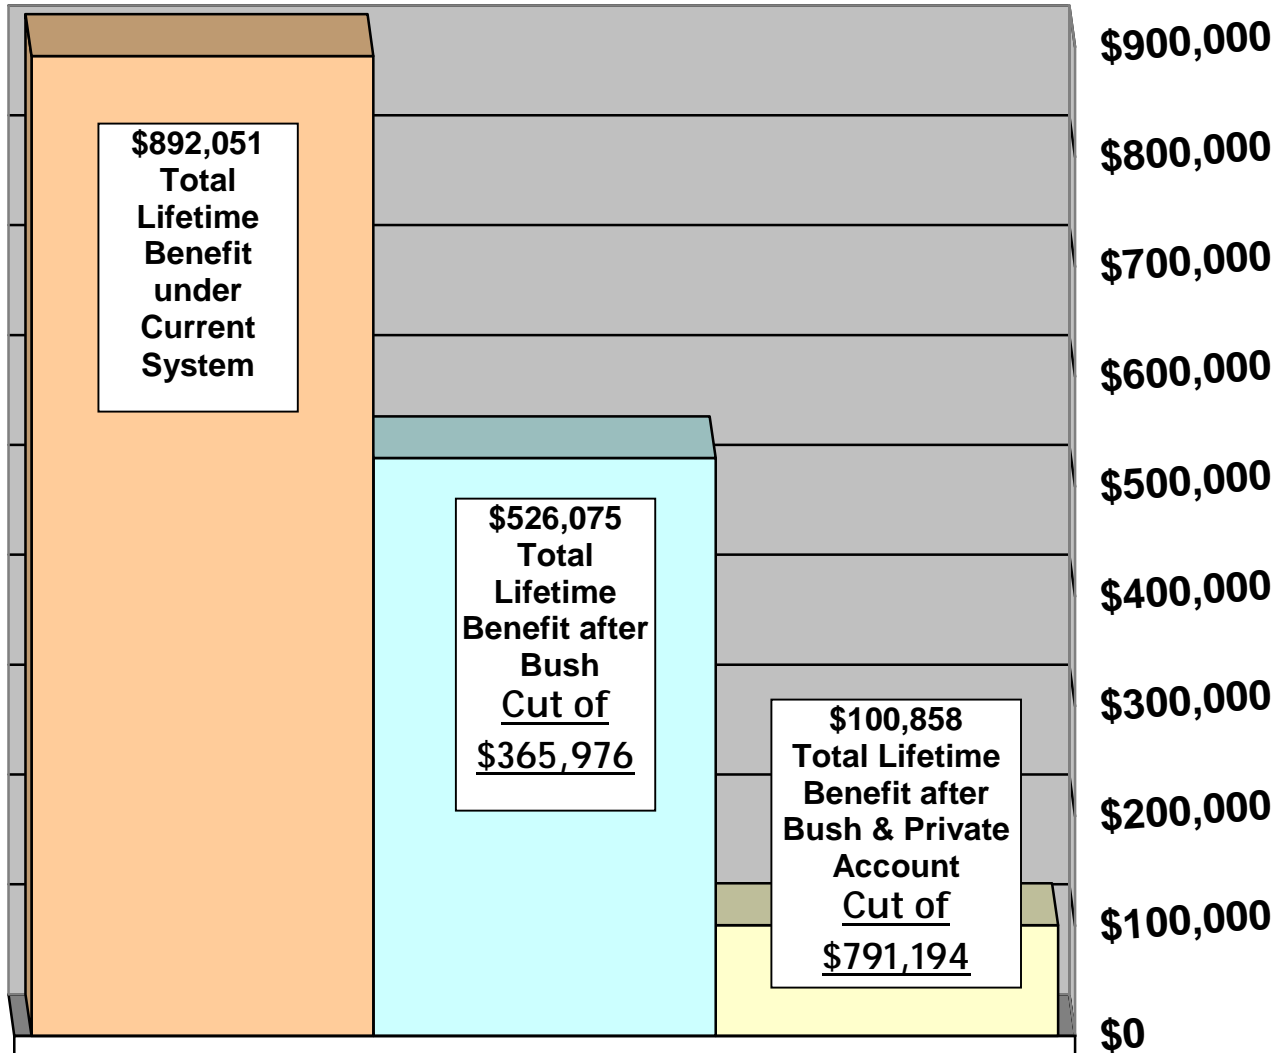 $892,051
Total
Lifetime
Benefit
under
Current
System
$526,075
Total
Lifetime
Benefit after
Bush
Cut of
$365,976
$100,858
Total Lifetime
Benefit after
Bush & Private
Account
Cut of
$791,194
$900,000
$800,000
$700,000
$600,000
$500,000
$400,000
$300,000
$200,000
$100,000
$0